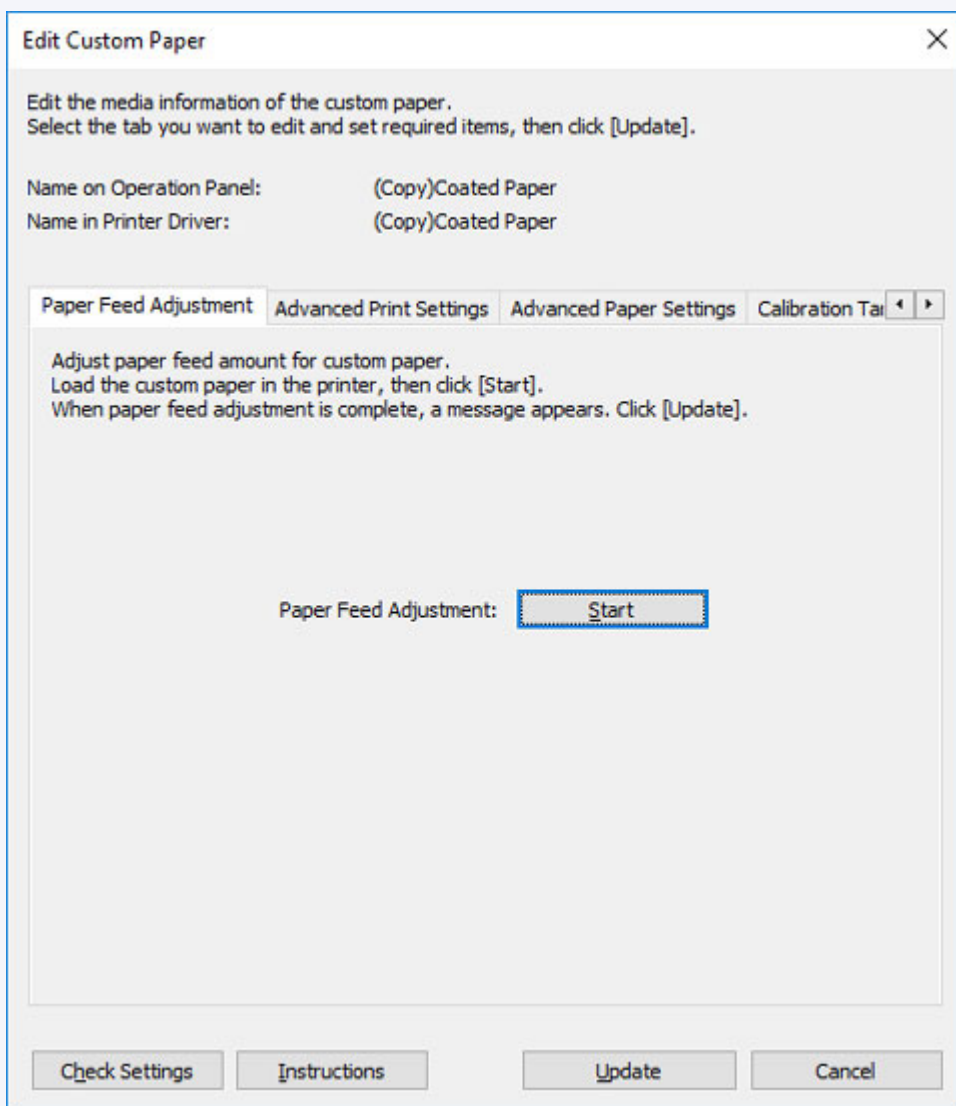 Edit Custom Paper
Edit the media information of the custom paper.
Select the tab you want to edit and set required items, then click [Update].
Name on Operation Panel: (Copy)Coated Paper
Name in Printer Driver: (Copy)Coated Paper
Paper Feed Adjustment Advanced Print Settings Advanced Paper Settings Calibration Tar
Adjust paper feed amount for custom paper.
Load the custom paper in the printer, then click [Start].
When paper feed adjustment is complete, a message appears. Click [Update].
Paper Feed Adjustment: Start
Check Settings Instructions Update Cancel